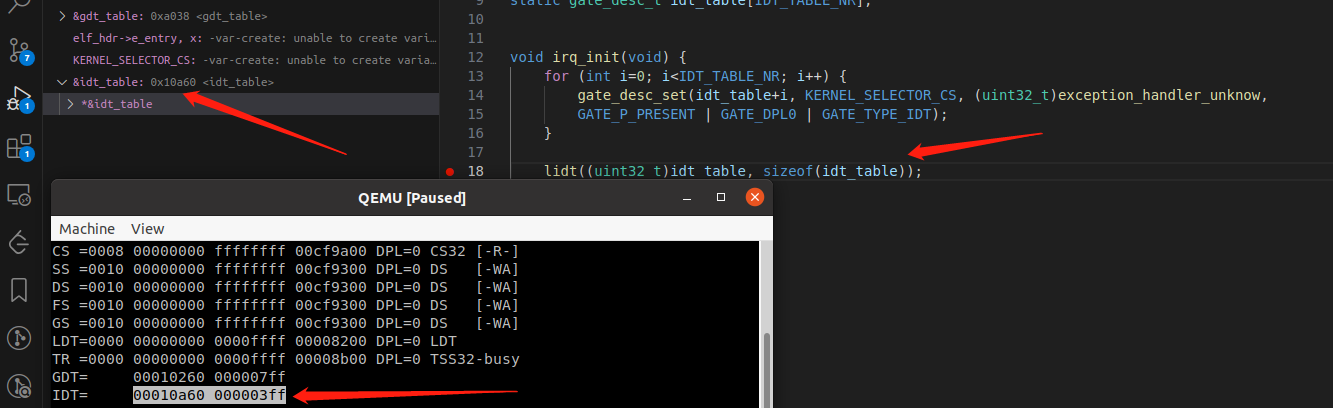 &gdt_table: 0xa038 <gdt_table>
elf_hdr->e_entry, x: -var-create: unable to create vari…
KERNEL_SELECTOR_CS: -var-create: unable to create varia…
&idt_table: 0x10a60 <idt_table>
*&idt_table
7
1
1
9 static gate_desc_t idt_table[IDT_TABLE_NR];
10
11
12 void irq_init(void) {
13 for (int i=0; i<IDT_TABLE_NR; i++) {
14 gate_desc_set(idt_table+i, KERNEL_SELECTOR_CS, (uint32_t)exception_handler_unknow,
15 GATE_P_PRESENT | GATE_DPL0 | GATE_TYPE_IDT);
16 }
17
18 lidt((uint32_t)idt_table, sizeof(idt_table));
QEMU [Paused]
Machine View
CS =0008 00000000 ffffffff 00cf9a00 DPL=0 CS32 [-R-]
SS =0010 00000000 ffffffff 00cf9300 DPL=0 DS [-WA]
DS =0010 00000000 ffffffff 00cf9300 DPL=0 DS [-WA]
FS =0010 00000000 ffffffff 00cf9300 DPL=0 DS [-WA]
GS =0010 00000000 ffffffff 00cf9300 DPL=0 DS [-WA]
LDT=0000 00000000 0000ffff 00008200 DPL=0 LDT
TR =0000 00000000 0000ffff 00008b00 DPL=0 TSS32-busy
GDT= 00010260 000007ff
IDT= 00010a60 000003ff